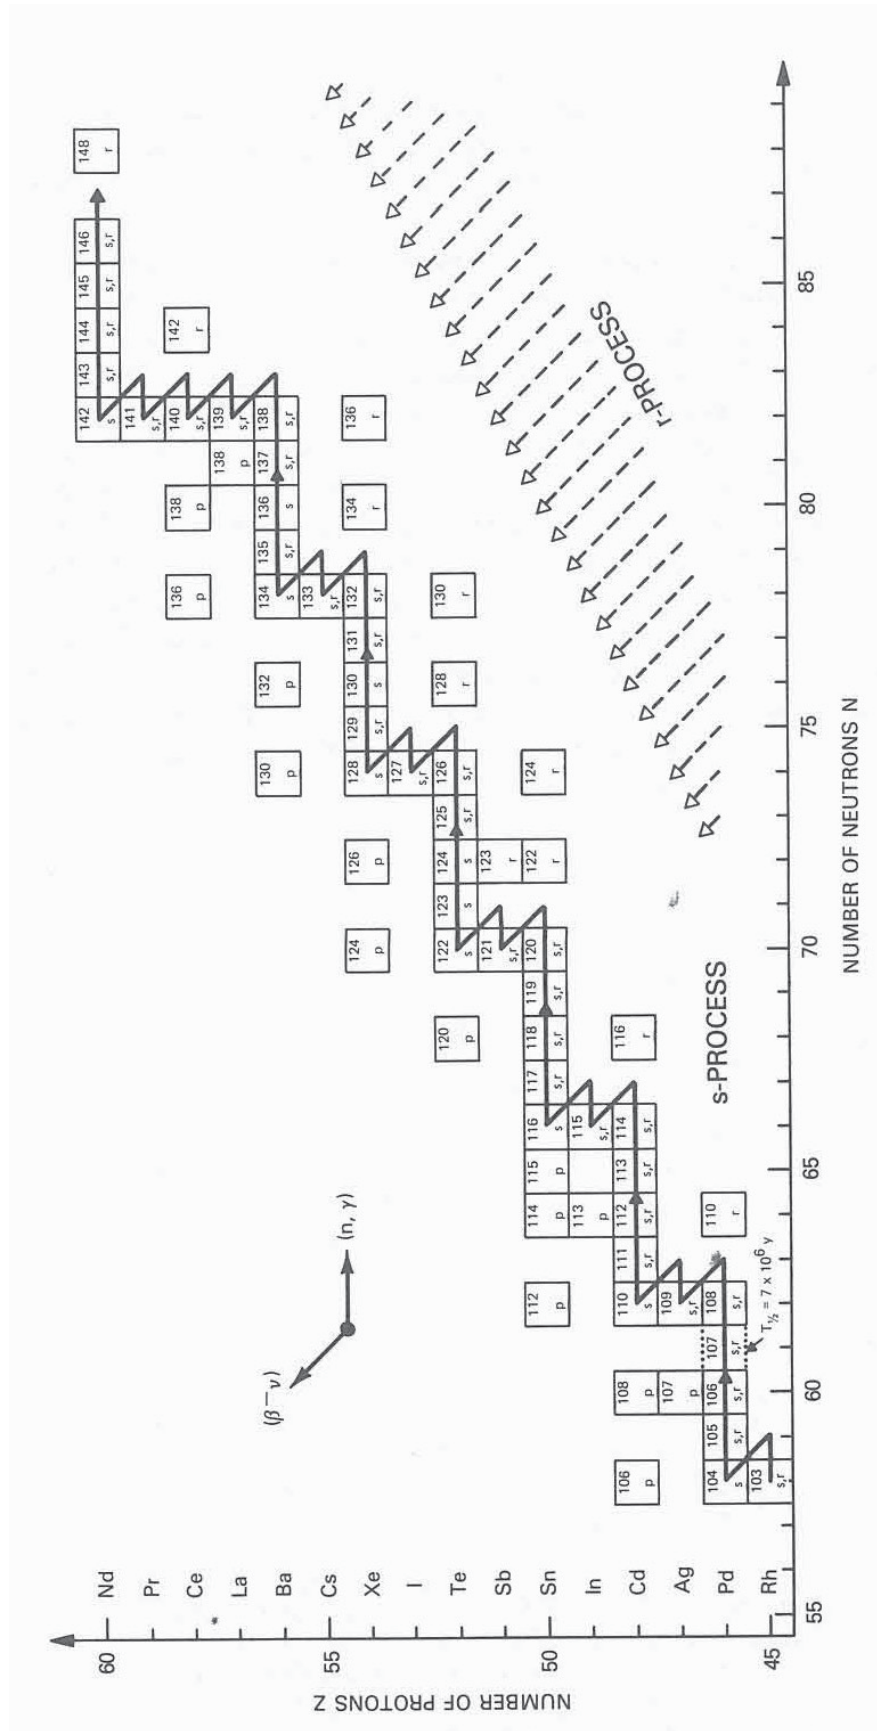 NUMBER OF PROTONS Z
60 Nd 142 143 144 145 146 148
s s,r s,r s,r s,r r
Pr 141
s,r
Ce 136 138 140 142
p p s,r r
La 138 139
p s,r
Ba 130 132 134 135 136 137 138
p p s s,r s s,r s,r
55 Cs 133
s,r
Xe 124 126 128 129 130 131 132 134 136
p p s s,r s s,r s,r r r
I 127
s,r
Te 120 122 123 124 125 126 128 130
p s s s s,r s,r r r
Sb 121 123
s,r r
50 Sn 112 114 115 116 117 118 119 120 122 124
p p p s s,r s,r s,r s,r r r
In 113 115
p s,r
Cd 106 108 110 111 112 113 114 116
p p s s,r s,r s,r s,r r
Ag 107 109
p s,r
Pd 104 105 106 107 108 110
s s,r s,r s,r s,r r
45 Rh 103
s,r
(β⁻ν)
(n, γ)
T½ = 7 x 10⁶ y
s-PROCESS
r-PROCESS
55 60 65 70 75 80 85
NUMBER OF NEUTRONS N